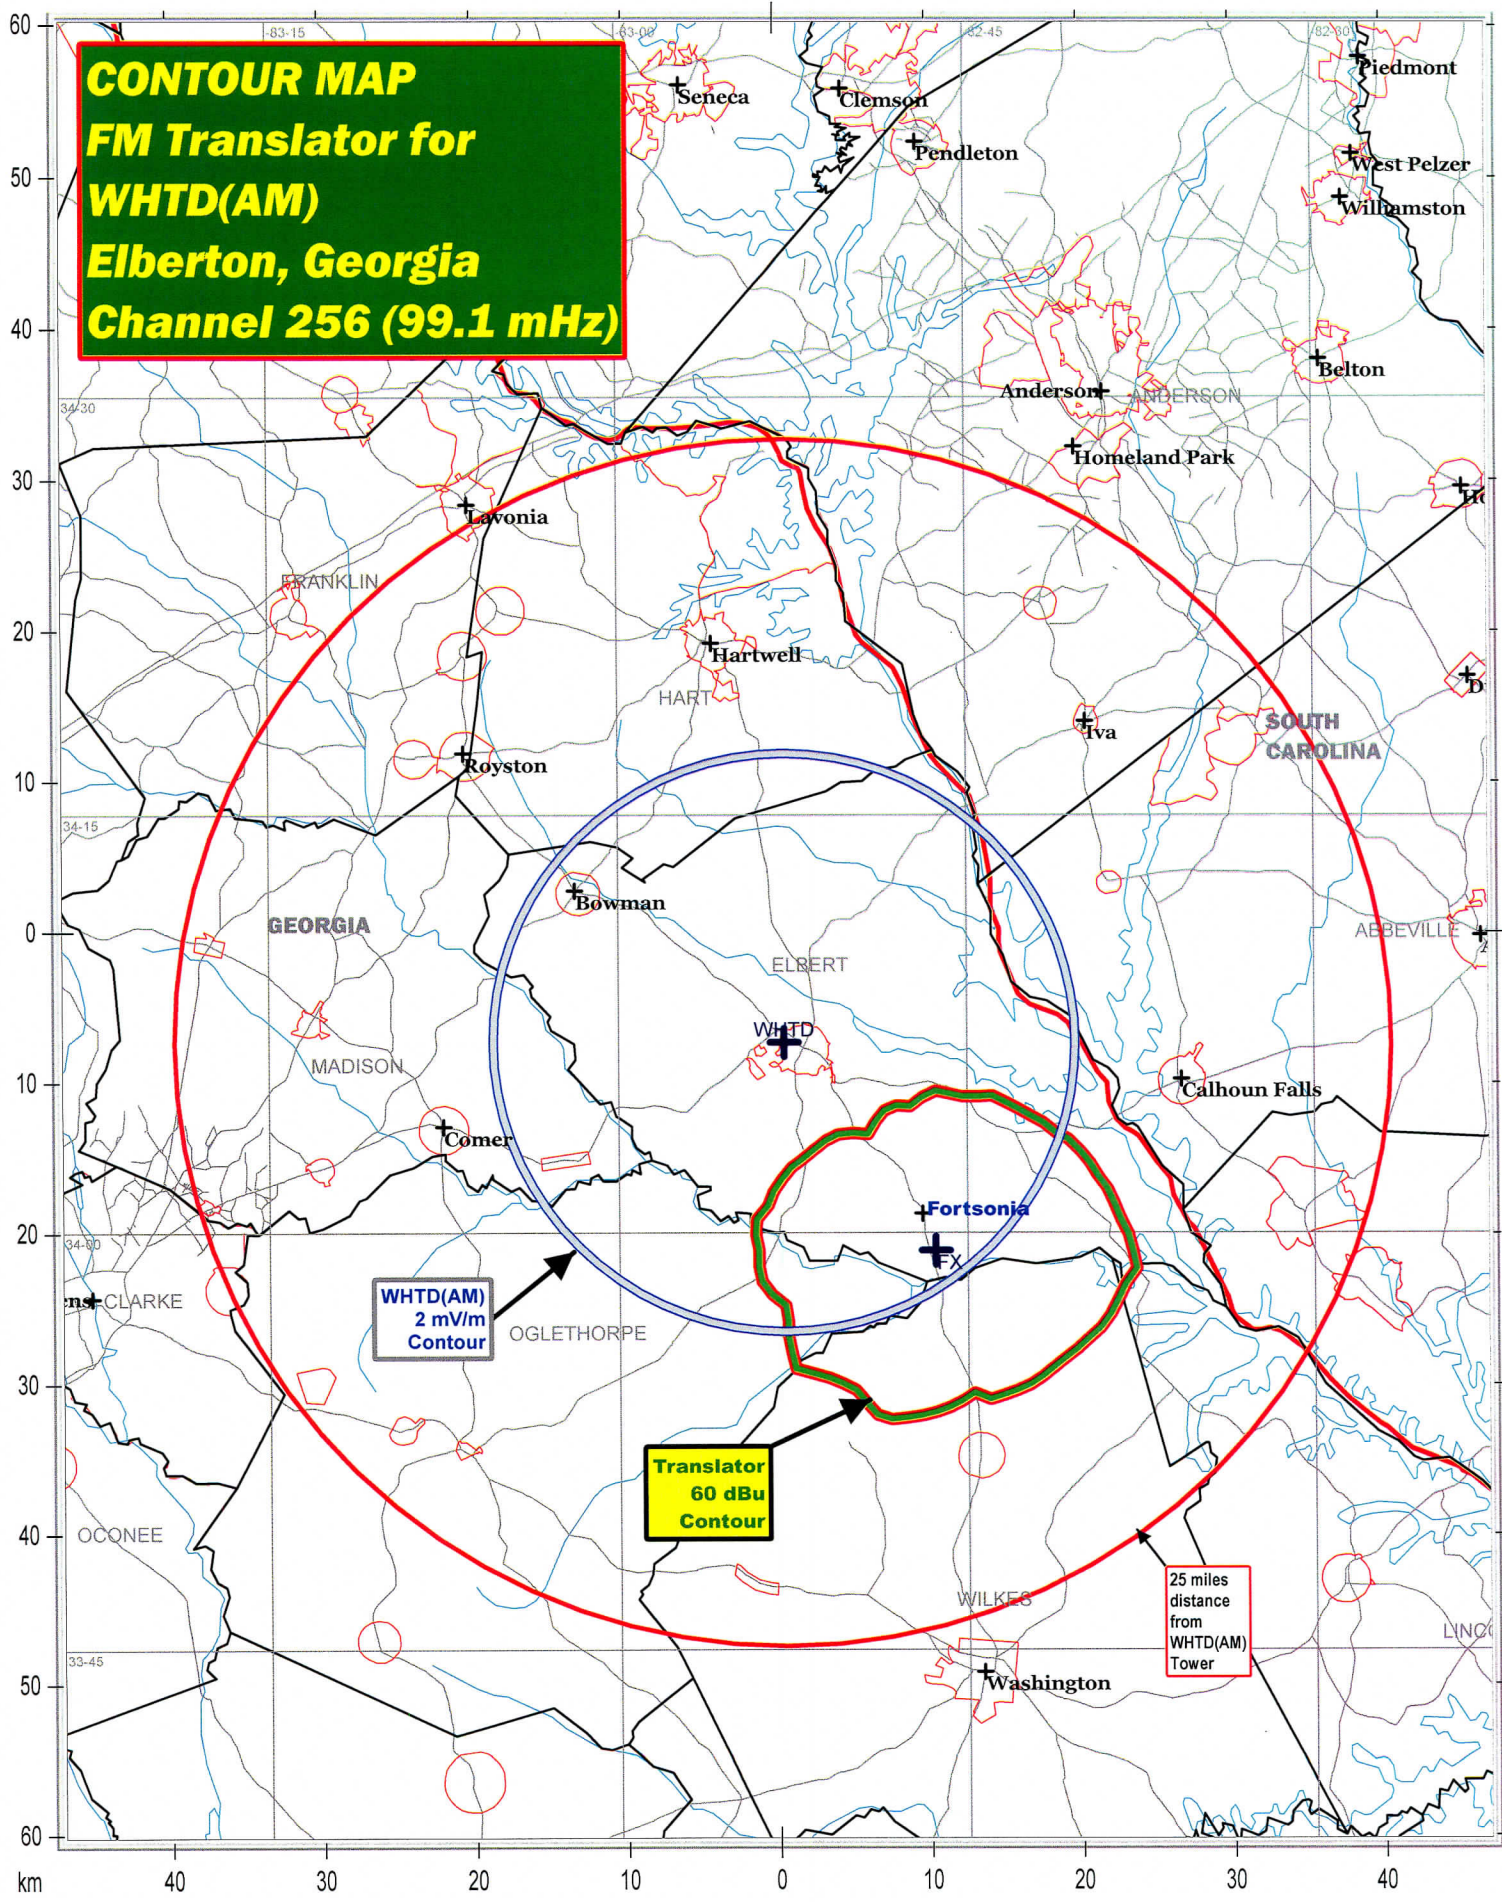 60
-83-15
-83-00
-82-45
-82-30
CONTOUR MAP
FM Translator for
WHTD(AM)
Elberton, Georgia
Channel 256 (99.1 mHz)
Seneca
Clemson
Pendleton
Piedmont
West Pelzer
Williamston
50
40
Belton
Anderson
ANDERSON
34-30
Homeland Park
30
Lavonia
FRANKLIN
20
Hartwell
HART
D
Iva
SOUTH
CAROLINA
Royston
10
34-15
Bowman
GEORGIA
0
ABBEVILLE
ELBERT
WHTD
MADISON
10
Calhoun Falls
Comer
Fortsonia
20
34-00
FX
CLARKE
WHTD(AM)
2 mV/m
Contour
OGLETHORPE
30
Translator
60 dBu
Contour
40
OCONEE
25 miles
distance
from
WHTD(AM)
Tower
WILKES
33-45
50
Washington
60
km
40
30
20
10
0
10
20
30
40